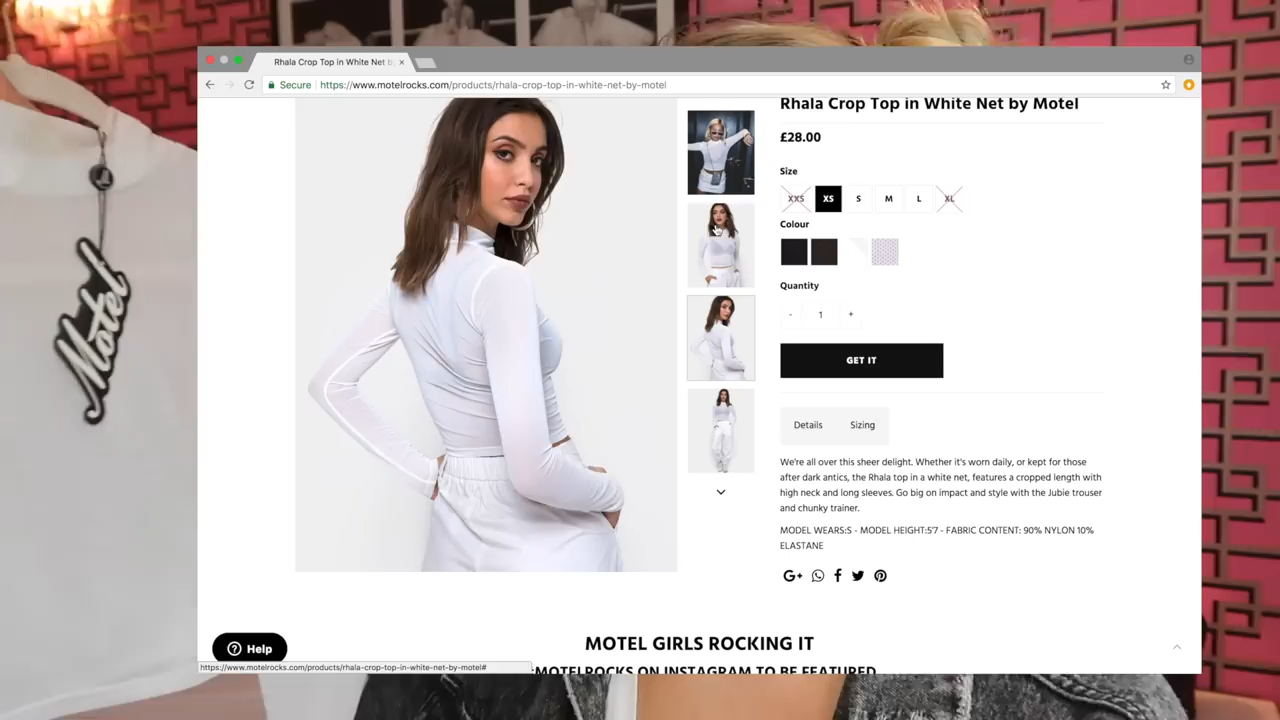 Rhala Crop Top in White Net b
Secure
https://www.motelrocks.com/products/rhala-crop-top-in-white-net-by-motel
Rhala Crop Top in White Net by Motel
£28.00
Size
XXS XS S M L XL
Colour
Quantity
- 1 +
GET IT
Details Sizing
We're all over this sheer delight. Whether it's worn daily, or kept for those
after dark antics, the Rhala top in a white net, features a cropped length with
high neck and long sleeves. Go big on impact and style with the Jubie trouser
and chunky trainer.
MODEL WEARS:S - MODEL HEIGHT:5'7 - FABRIC CONTENT: 90% NYLON 10%
ELASTANE
Help
MOTEL GIRLS ROCKING IT
MOTELROCKS ON INSTAGRAM TO BE FEATURED
https://www.motelrocks.com/products/rhala-crop-top-in-white-net-by-motel#
Motel